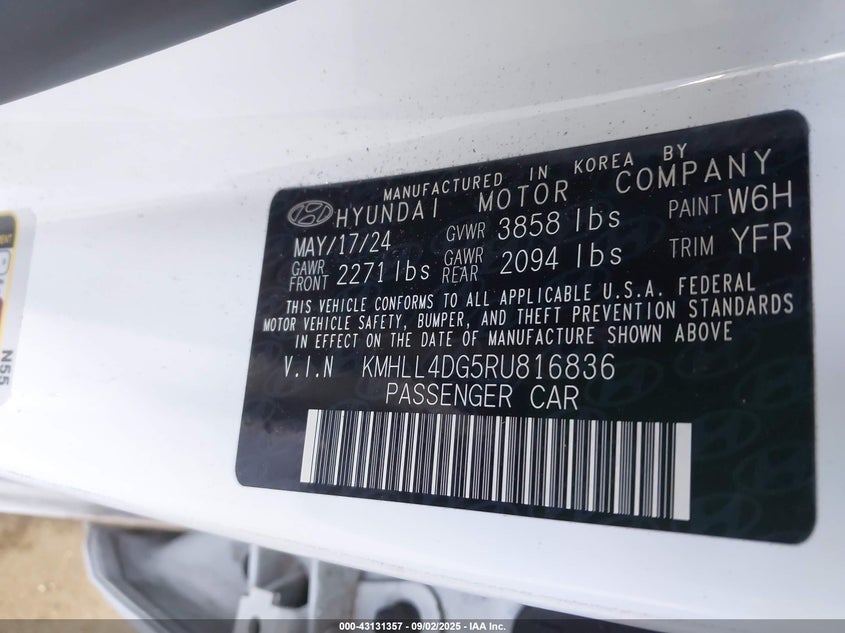 MANUFACTURED IN KOREA BY
HYUNDAI MOTOR COMPANY
MAY/17/24 GVWR 3858 lbs PAINT W6H
GAWR FRONT 2271 lbs GAWR REAR 2094 lbs TRIM YFR
THIS VEHICLE CONFORMS TO ALL APPLICABLE U.S.A. FEDERAL
MOTOR VEHICLE SAFETY, BUMPER, AND THEFT PREVENTION STANDARDS
IN EFFECT ON THE DATE OF MANUFACTURE SHOWN ABOVE
V.I.N KMHLL4DG5RU816836
PASSENGER CAR
N55
000-43131357 - 09/02/2025 - IAA Inc.